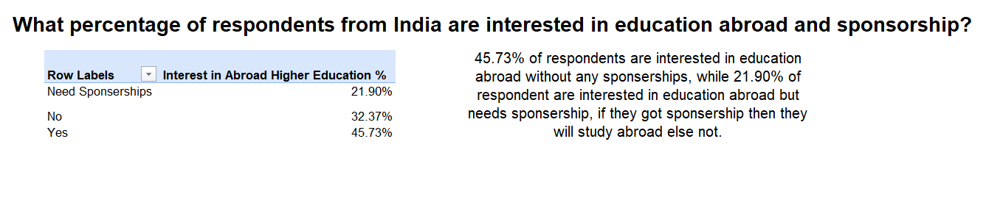 What percentage of respondents from India are interested in education abroad and sponsorship?
Row Labels Interest in Abroad Higher Education %
Need Sponserships 21.90%
No 32.37%
Yes 45.73%
45.73% of respondents are interested in education
abroad without any sponserships, while 21.90% of
respondent are interested in education abroad but
needs sponsership, if they got sponsership then they
will study abroad else not.